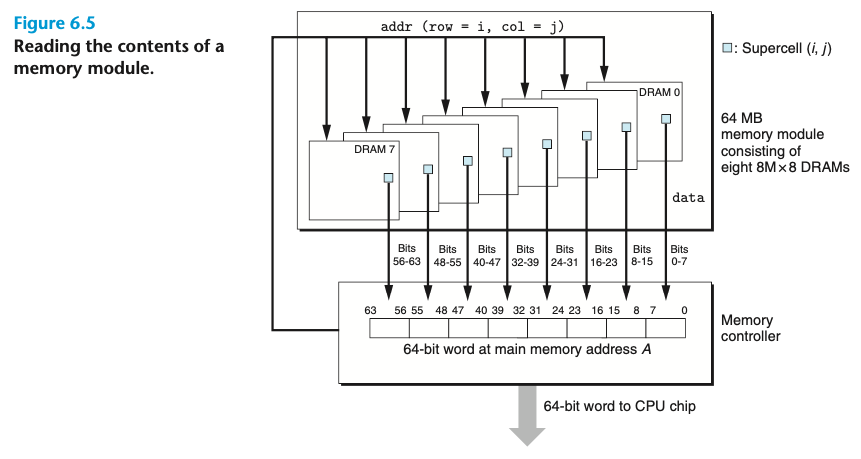 Figure 6.5
Reading the contents of a
memory module.
addr (row = i, col = j)
: Supercell (i, j)
DRAM 0
DRAM 7
64 MB
memory module
consisting of
eight 8M×8 DRAMs
data
Bits
56-63
Bits
48-55
Bits
40-47
Bits
32-39
Bits
24-31
Bits
16-23
Bits
8-15
Bits
0-7
63 56 55 48 47 40 39 32 31 24 23 16 15 8 7 0
64-bit word at main memory address A
Memory
controller
64-bit word to CPU chip